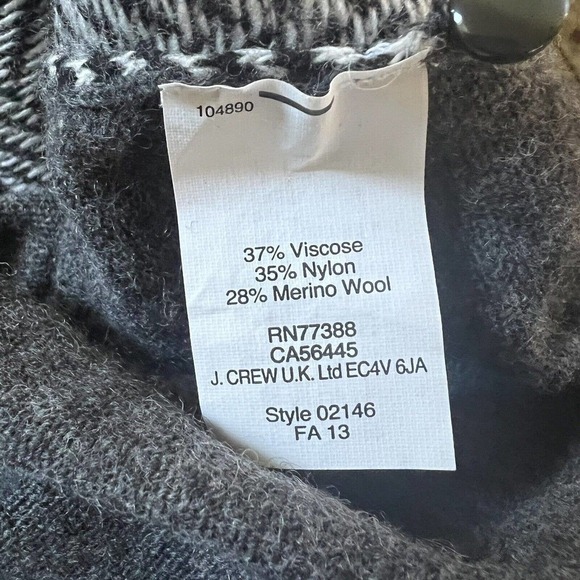 104890
37% Viscose
35% Nylon
28% Merino Wool
RN77388
CA56445
J. CREW U.K. Ltd EC4V 6JA
Style 02146
FA 13